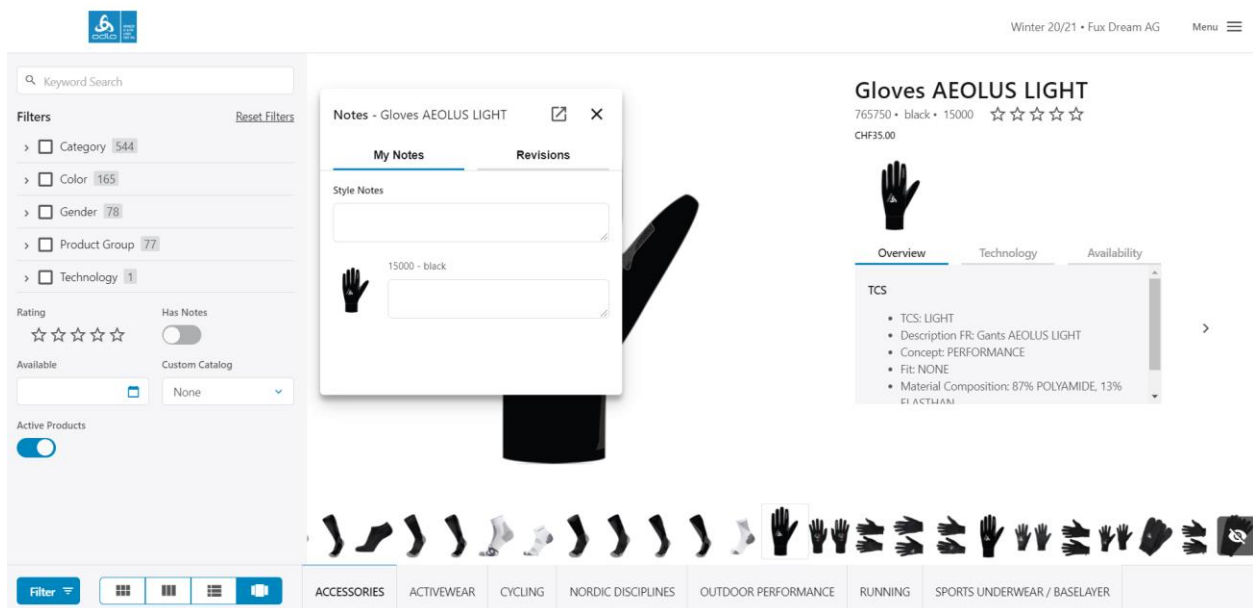 odlo
Winter 20/21 • Fux Dream AG
Menu
Keyword Search
Filters
Reset Filters
Category 544
Color 165
Gender 78
Product Group 77
Technology 1
Rating
Has Notes
Available
Custom Catalog
None
Active Products
Notes - Gloves AEOLUS LIGHT
My Notes
Revisions
Style Notes
15000 - black
Gloves AEOLUS LIGHT
765750 • black • 15000
CHF35.00
Overview
Technology
Availability
TCS
• TCS: LIGHT
• Description FR: Gants AEOLUS LIGHT
• Concept: PERFORMANCE
• Fit: NONE
• Material Composition: 87% POLYAMIDE, 13%
ELASTHAN
Filter
ACCESSORIES
ACTIVEWEAR
CYCLING
NORDIC DISCIPLINES
OUTDOOR PERFORMANCE
RUNNING
SPORTS UNDERWEAR / BASELAYER